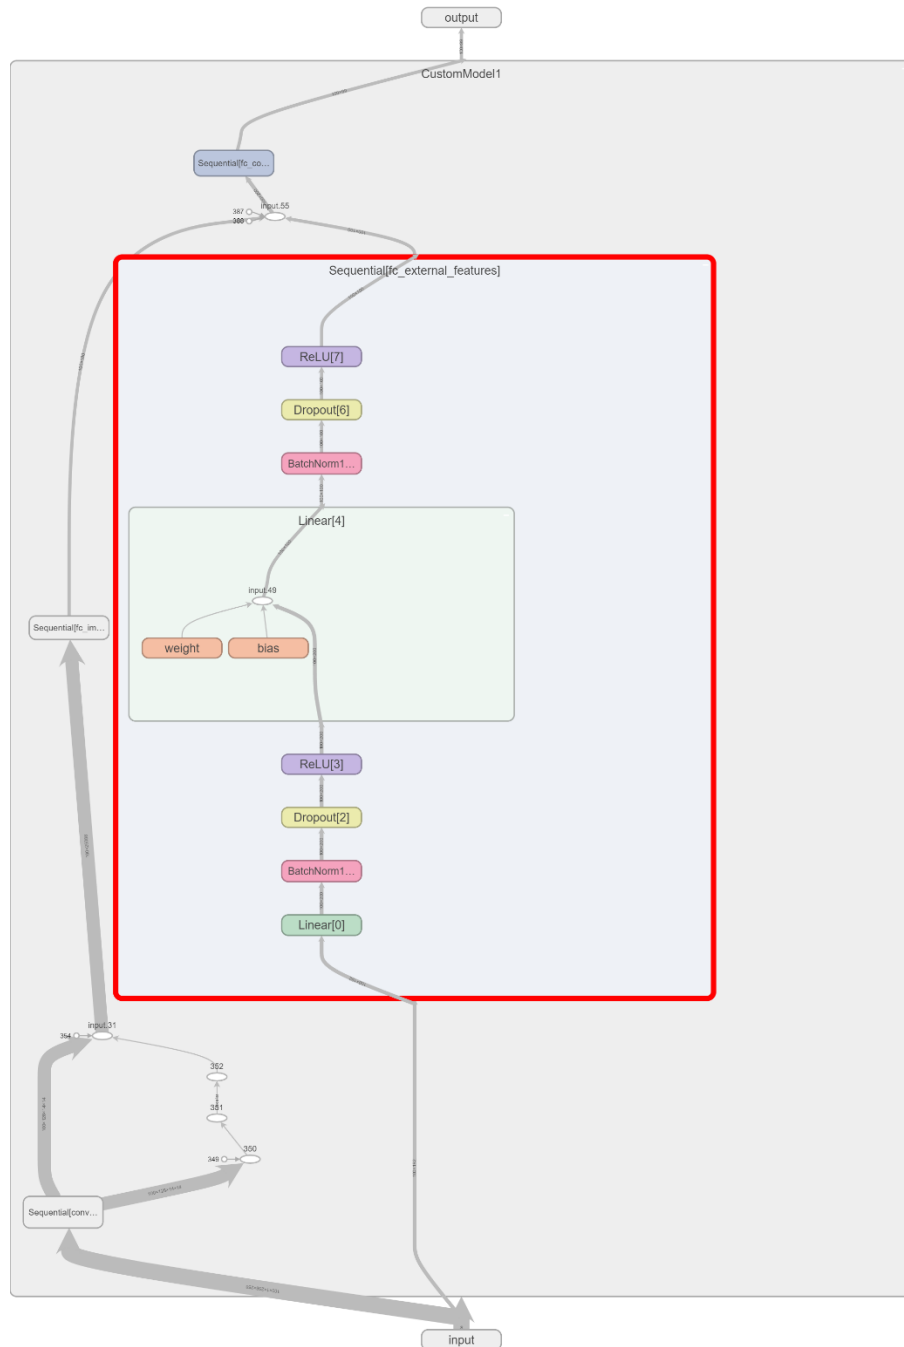 output
CustomModel1
Sequential[fc_co...
input.55
387
388
Sequential[fc_external_features]
ReLU[7]
Dropout[6]
BatchNorm1...
Linear[4]
input.49
weight
bias
Sequential[fc_im...
ReLU[3]
Dropout[2]
BatchNorm1...
Linear[0]
input.31
354
352
351
350
349
Sequential[conv...
input